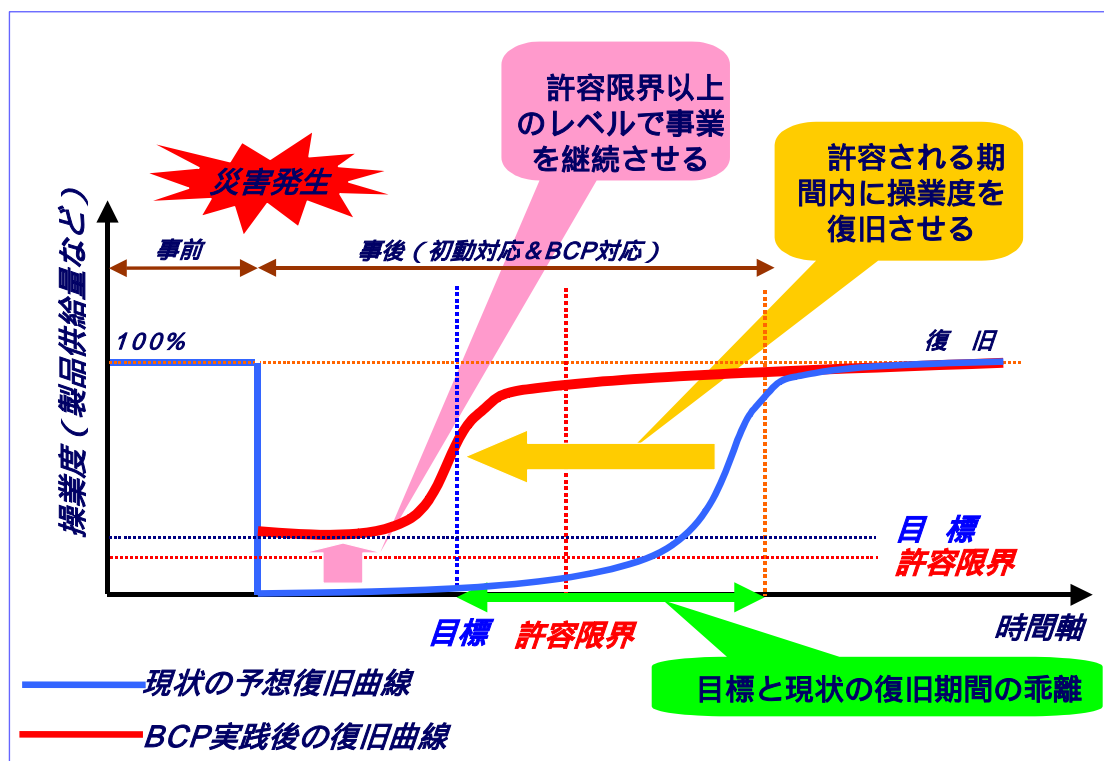 許容限界以上
のレベルで事業
を継続させる
許容される期
間内に操業度を
復旧させる
災害発生
操業度(製品供給量など)
事前
事後(初動対応&BCP対応)
100%
復 旧
目 標
許容限界
目標
許容限界
時間軸
現状の予想復旧曲線
目標と現状の復旧期間の乖離
BCP実践後の復旧曲線